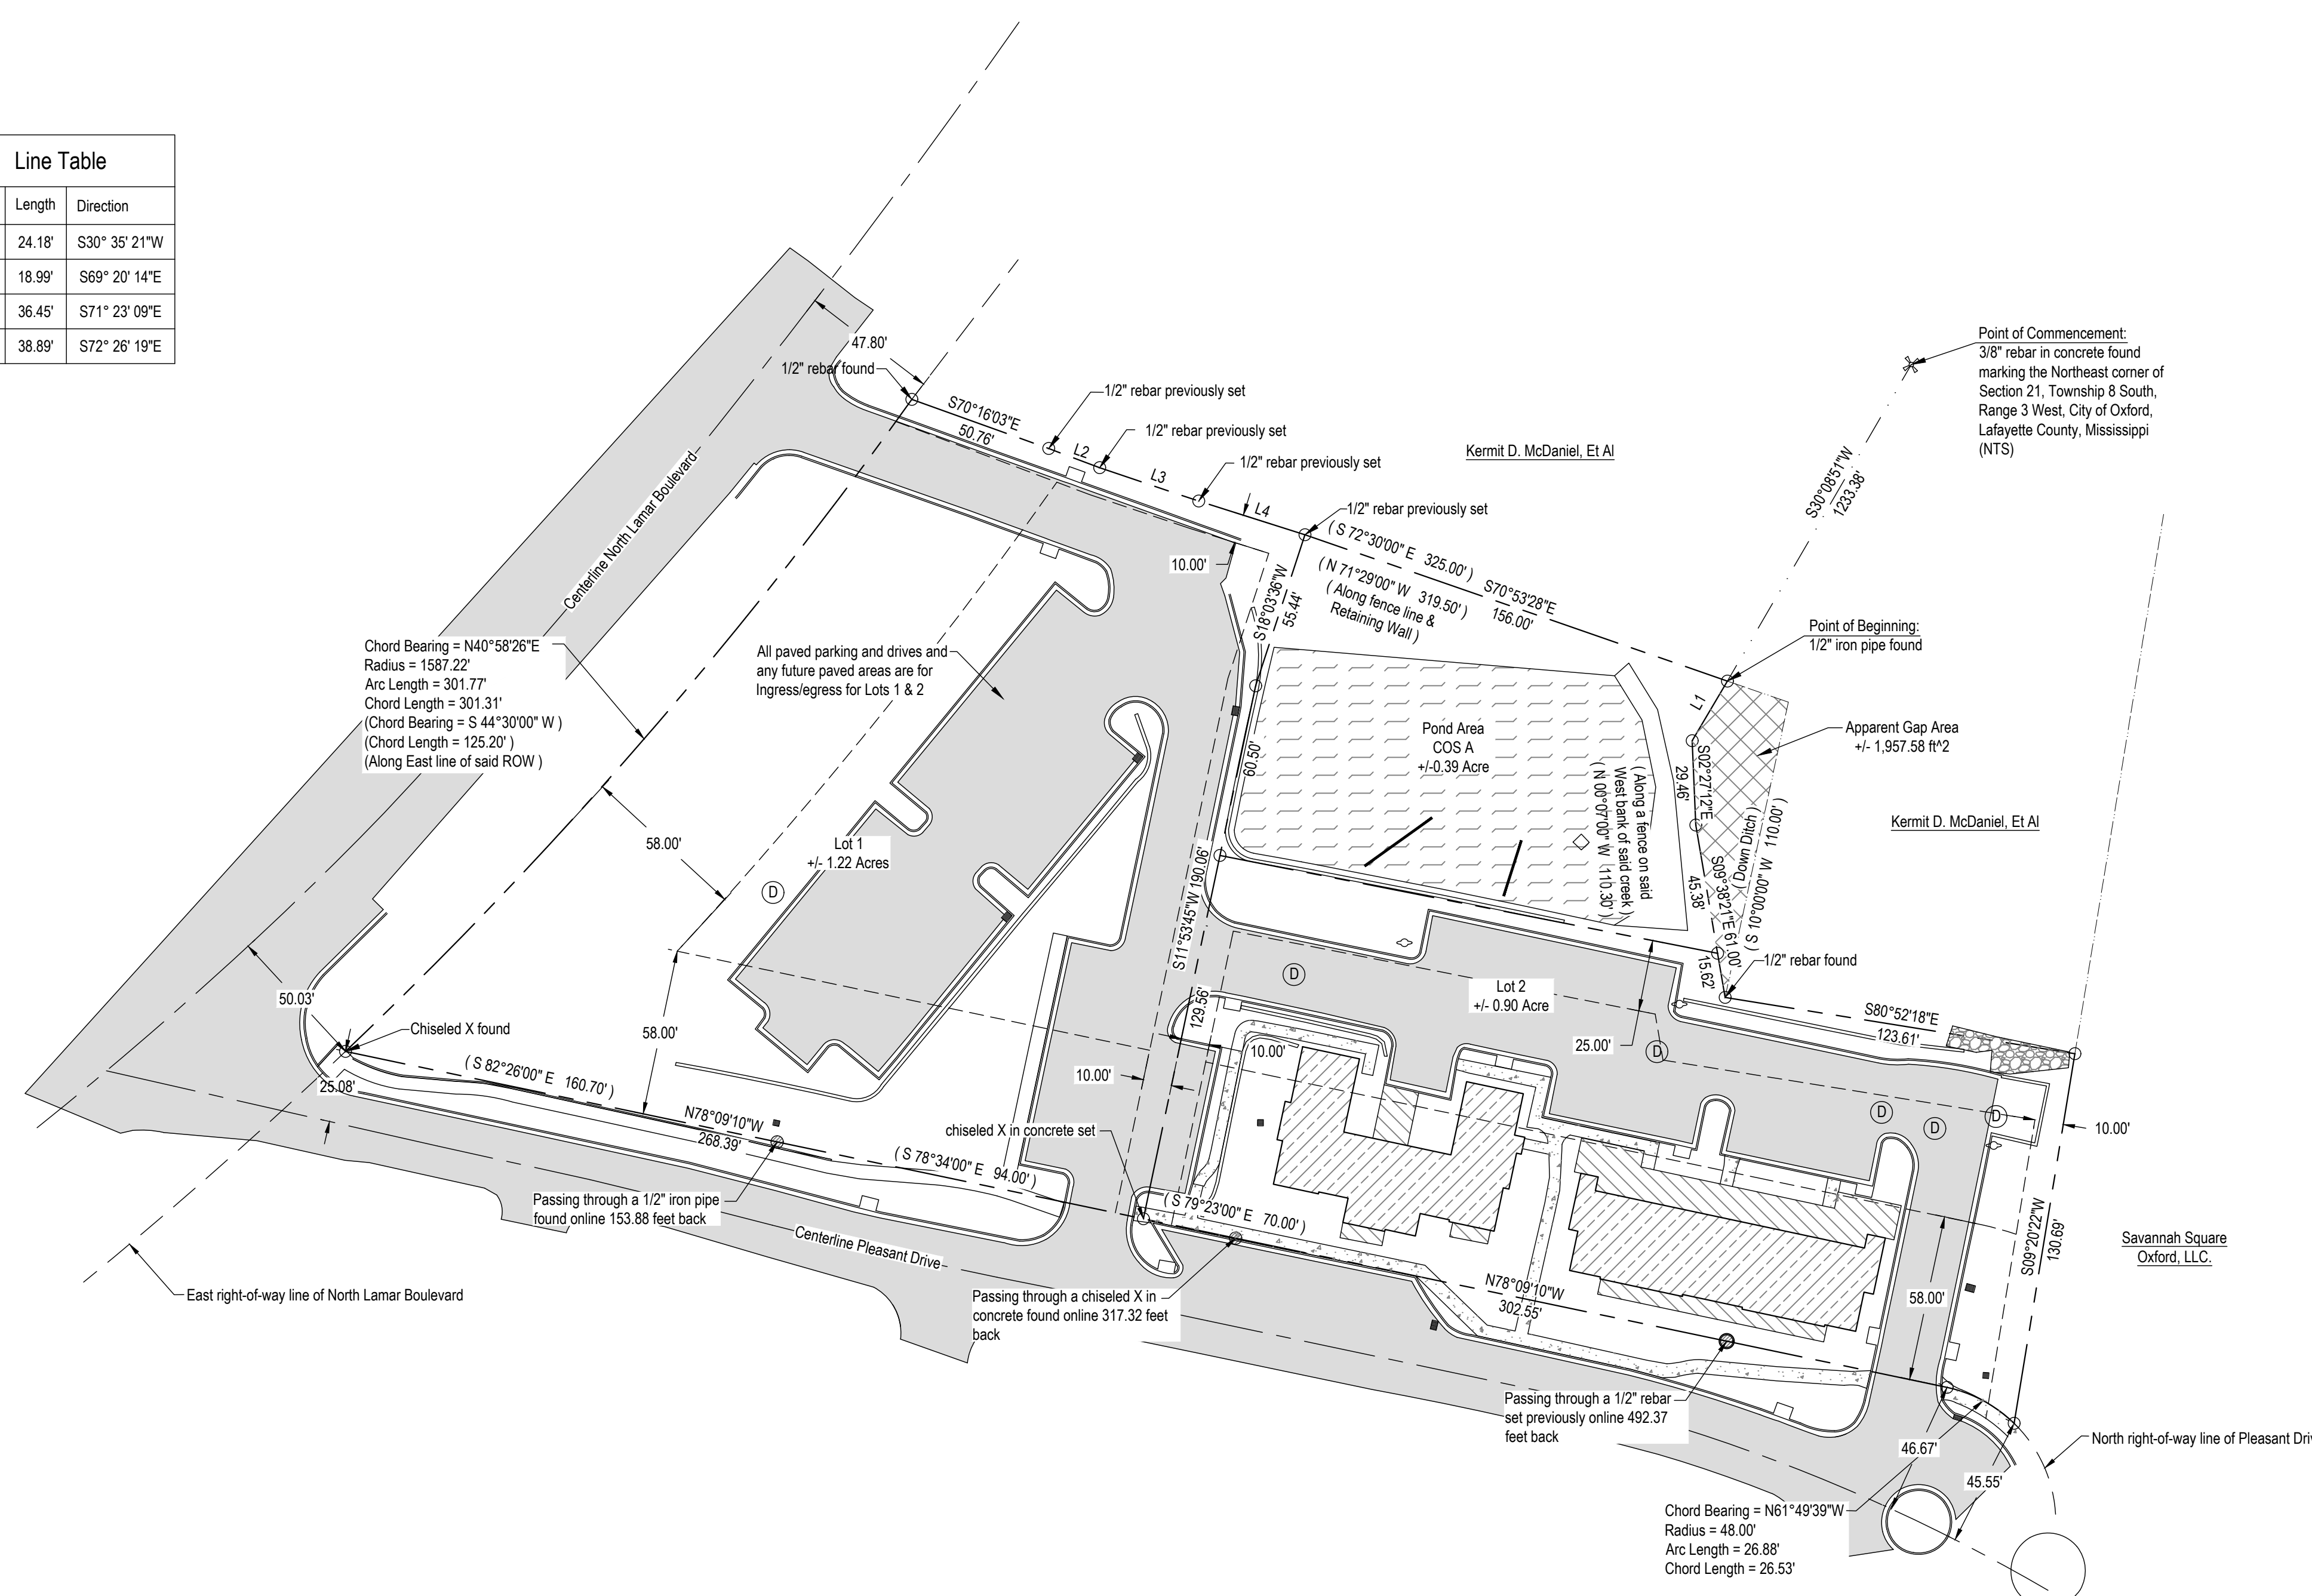 Line Table
Length Direction
24.18' S30° 35' 21"W
18.99' S69° 20' 14"E
36.45' S71° 23' 09"E
38.89' S72° 26' 19"E
47.80'
1/2" rebar found
S70°16'03"E
50.76'
1/2" rebar previously set
L2
1/2" rebar previously set
L3
1/2" rebar previously set
L4
1/2" rebar previously set
Kermit D. McDaniel, Et Al
Point of Commencement:
3/8" rebar in concrete found
marking the Northeast corner of
Section 21, Township 8 South,
Range 3 West, City of Oxford,
Lafayette County, Mississippi
(NTS)
S30°08'51"W
1233.38'
Centerline North Lamar Boulevard
10.00'
( S 72°30'00" E 325.00' )
S70°53'28"E
156.00'
( N 71°29'00" W 319.50' )
( Along fence line &
Retaining Wall )
S18°03'36"W
55.44'
Point of Beginning:
1/2" iron pipe found
Chord Bearing = N40°58'26"E
Radius = 1587.22'
Arc Length = 301.77'
Chord Length = 301.31'
(Chord Bearing = S 44°30'00" W )
(Chord Length = 125.20' )
(Along East line of said ROW )
All paved parking and drives and
any future paved areas are for
Ingress/egress for Lots 1 & 2
L1
Pond Area
COS A
+/-0.39 Acre
Apparent Gap Area
+/- 1,957.58 ft^2
60.50'
S02°27'12"E
29.46'
( Along a fence on said
West bank of said creek )
( N 00°07'00" W 110.30' )
Kermit D. McDaniel, Et Al
( Down Ditch )
( S 10°00'00" W 110.00' )
S09°38'21"E 61.00'
45.38'
15.62'
58.00'
Lot 1
+/- 1.22 Acres
D
S11°53'45"W 190.06'
129.56'
1/2" rebar found
D
Lot 2
+/- 0.90 Acre
S80°52'18"E
123.61'
50.03'
Chiseled X found
58.00'
25.00'
D
10.00'
10.00'
25.08'
( S 82°26'00" E 160.70' )
N78°09'10"W
268.39'
D
D
D
10.00'
chiseled X in concrete set
( S 78°34'00" E 94.00' )
Passing through a 1/2" iron pipe
found online 153.88 feet back
( S 79°23'00" E 70.00' )
Centerline Pleasant Drive
S09°20'22"W
130.69'
Savannah Square
Oxford, LLC.
East right-of-way line of North Lamar Boulevard
Passing through a chiseled X in
concrete found online 317.32 feet
back
N78°09'10"W
302.55'
58.00'
Passing through a 1/2" rebar
set previously online 492.37
feet back
46.67'
45.55'
North right-of-way line of Pleasant
Chord Bearing = N61°49'39"W
Radius = 48.00'
Arc Length = 26.88'
Chord Length = 26.53'